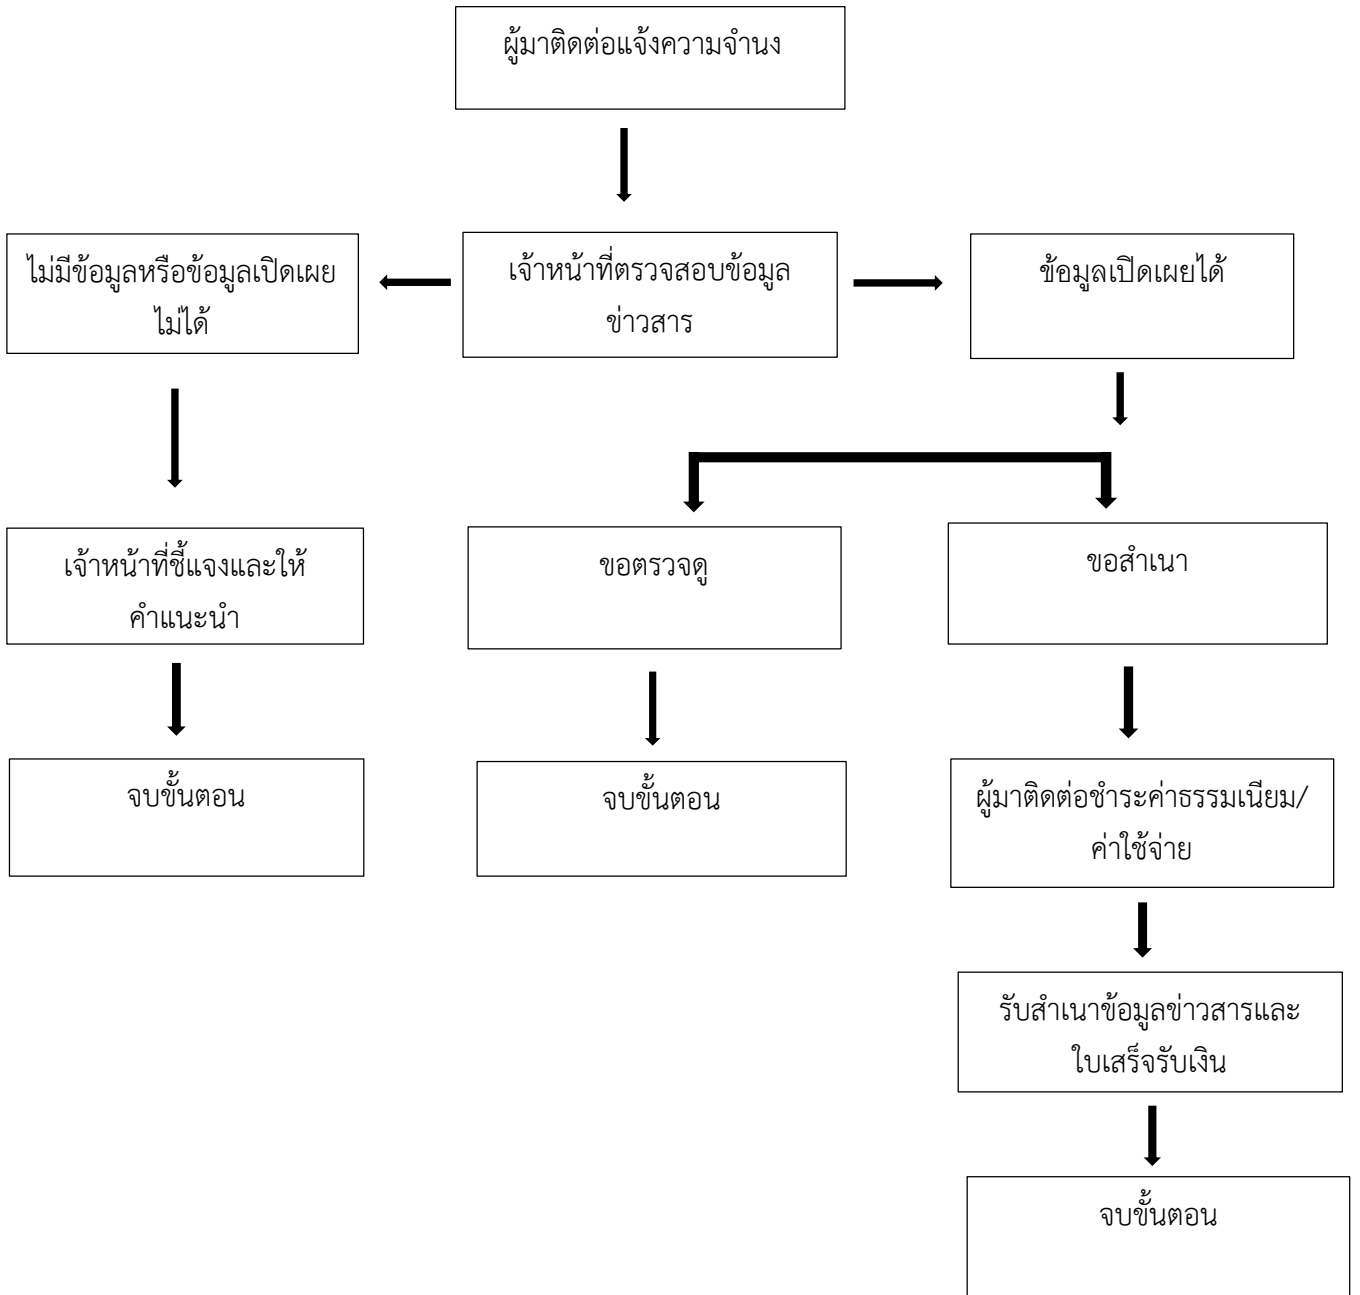 ผู้มาติดต่อแจ้งความจำนง
ไม่มีข้อมูลหรือข้อมูลเปิดเผย
ไม่ได้
เจ้าหน้าที่ตรวจสอบข้อมูล
ข่าวสาร
ข้อมูลเปิดเผยได้
เจ้าหน้าที่ชี้แจงและให้
คำแนะนำ
ขอตรวจดู
ขอสำเนา
จบขั้นตอน
จบขั้นตอน
ผู้มาติดต่อชำระค่าธรรมเนียม/
ค่าใช้จ่าย
รับสำเนาข้อมูลข่าวสารและ
ใบเสร็จรับเงิน
จบขั้นตอน